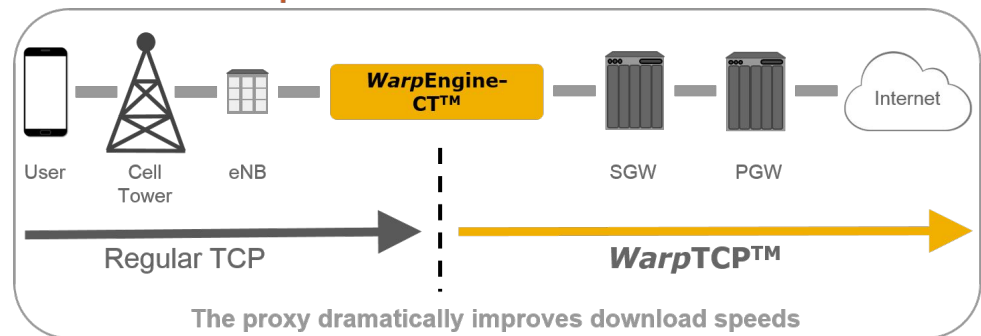 WarpEngine-
CT™
Internet
User
Cell
Tower
eNB
SGW
PGW
Regular TCP
WarpTCP™
The proxy dramatically improves download speeds